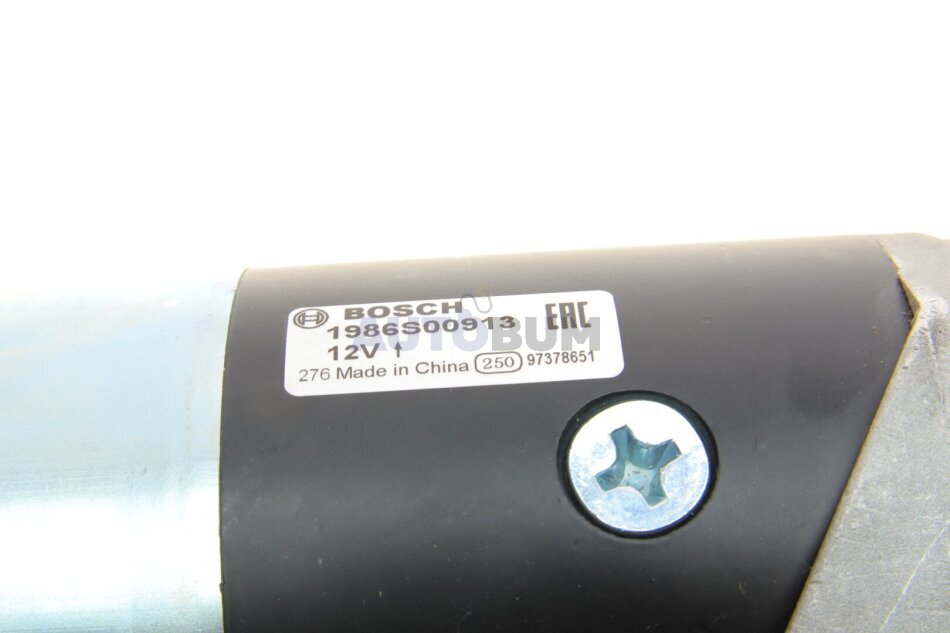 BOSCH
1986S00913 EAC
AUTOBUM
12V ↑
276 Made in China 250 97378651